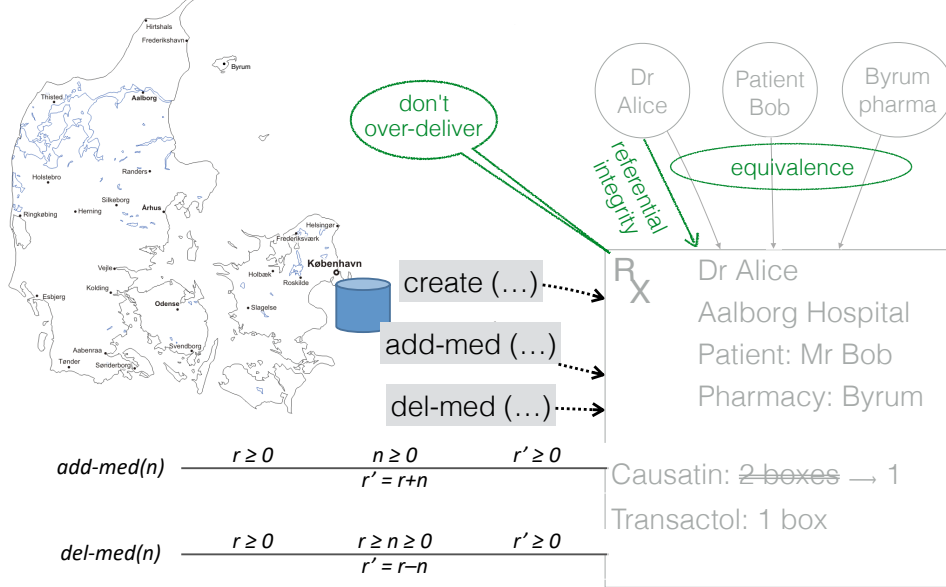 Hirtshals
Frederikshavn
Byrum
Thisted
Aalborg
Randers
Holstebro
Silkeborg
Århus
Herning
Ringkøbing
Helsingør
Frederiksværk
København
Holbæk
Roskilde
Vejle
Kolding
Esbjerg
Odense
Slagelse
Svendborg
Aabenraa
Tønder
Sønderborg
don't
over-deliver
Dr
Alice
Patient
Bob
Byrum
pharma
referential
integrity
equivalence
create (…)
add-med (…)
del-med (…)
RX
Dr Alice
Aalborg Hospital
Patient: Mr Bob
Pharmacy: Byrum
Causatin: 2 boxes → 1
Transactol: 1 box
add-med(n) r ≥ 0 n ≥ 0 r' ≥ 0
r' = r+n
del-med(n) r ≥ 0 r ≥ n ≥ 0 r' ≥ 0
r' = r–n